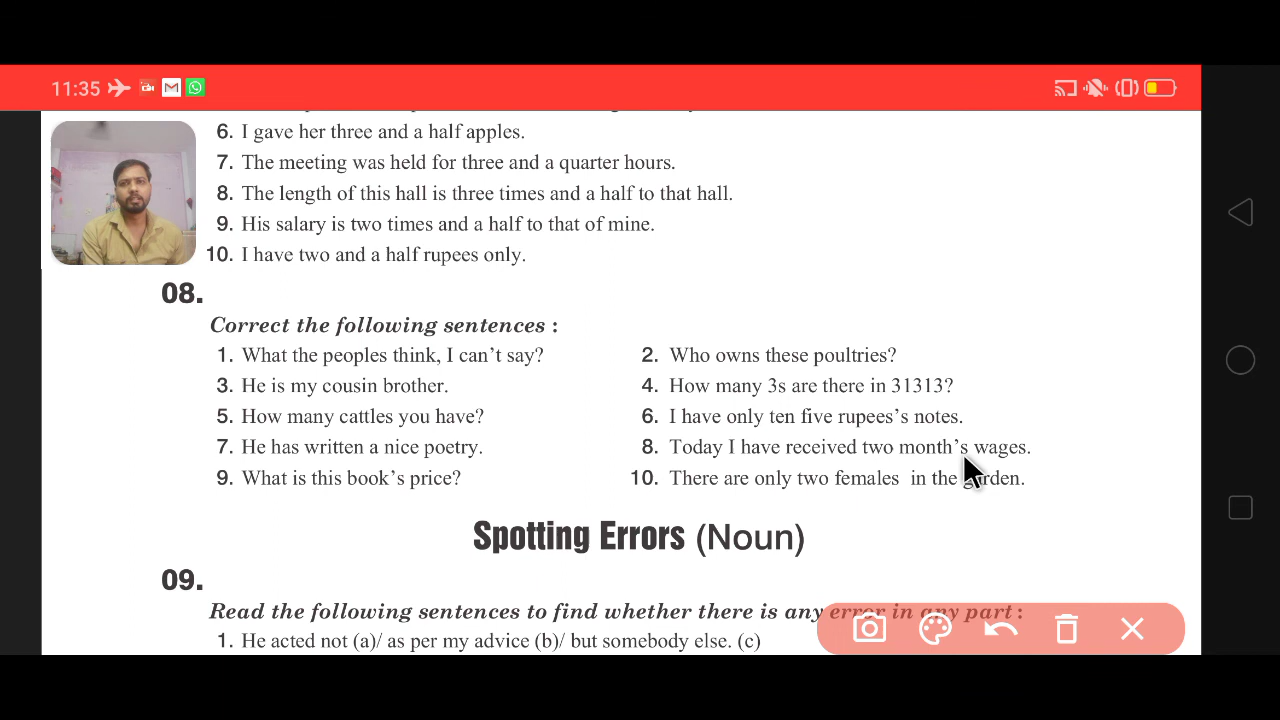 11:35
6. I gave her three and a half apples.
7. The meeting was held for three and a quarter hours.
8. The length of this hall is three times and a half to that hall.
9. His salary is two times and a half to that of mine.
10. I have two and a half rupees only.
08.
Correct the following sentences :
1. What the peoples think, I can't say? 2. Who owns these poultries?
3. He is my cousin brother. 4. How many 3s are there in 31313?
5. How many cattles you have? 6. I have only ten five rupees's notes.
7. He has written a nice poetry. 8. Today I have received two month's wages.
9. What is this book's price? 10. There are only two females in the garden.
Spotting Errors (Noun)
09.
Read the following sentences to find whether there is any error in any part :
1. He acted not (a)/ as per my advice (b)/ but somebody else. (c)